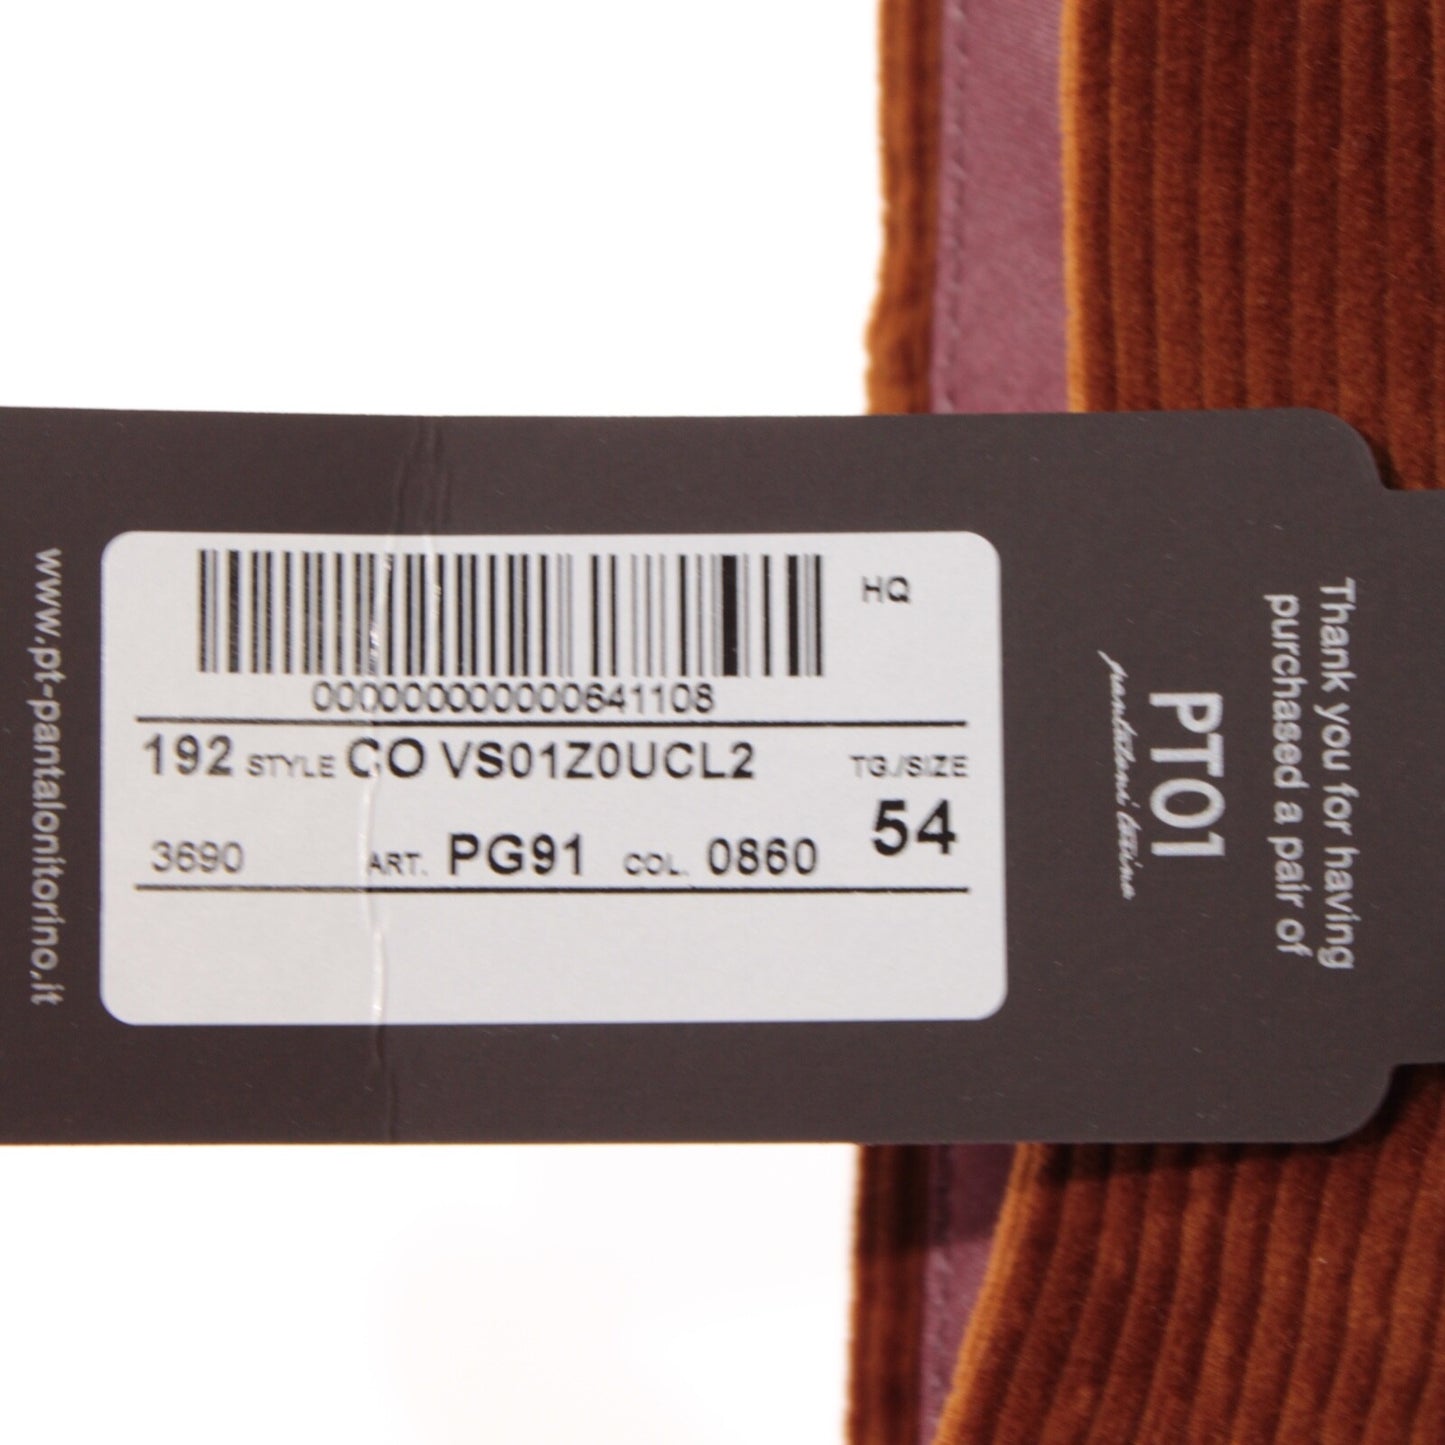 HQ
000000000000641108
192 STYLE CO VS01Z0UCL2 TG./SIZE
54
3690 ART. PG91 COL. 0860
www.pt-pantalonitorino.it
PT01
pantaloni torino
Thank you for having
purchased a pair of